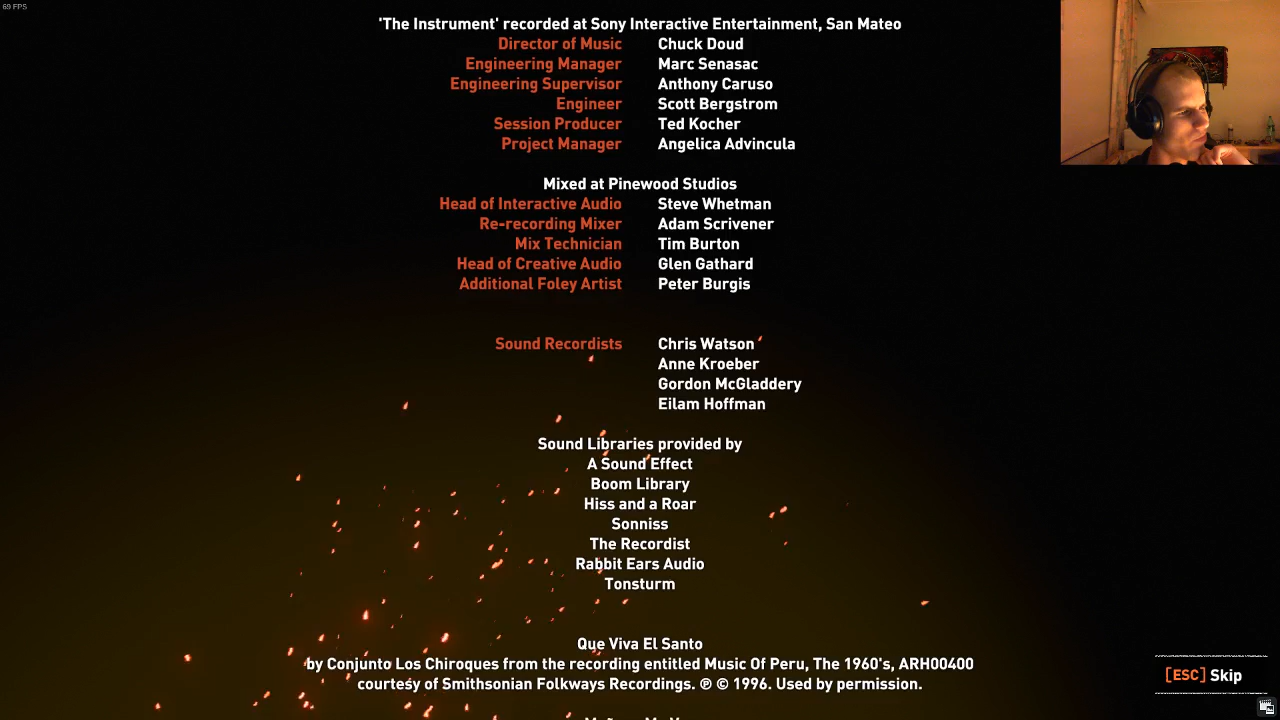 69 FPS
'The Instrument' recorded at Sony Interactive Entertainment, San Mateo
Director of Music Chuck Doud
Engineering Manager Marc Senasac
Engineering Supervisor Anthony Caruso
Engineer Scott Bergstrom
Session Producer Ted Kocher
Project Manager Angelica Advincula
Mixed at Pinewood Studios
Head of Interactive Audio Steve Whetman
Re-recording Mixer Adam Scrivener
Mix Technician Tim Burton
Head of Creative Audio Glen Gathard
Additional Foley Artist Peter Burgis
Sound Recordists Chris Watson
Anne Kroeber
Gordon McGladdery
Eilam Hoffman
Sound Libraries provided by
A Sound Effect
Boom Library
Hiss and a Roar
Sonniss
The Recordist
Rabbit Ears Audio
Tonsturm
Que Viva El Santo
by Conjunto Los Chiroques from the recording entitled Music Of Peru, The 1960's, ARH00400
courtesy of Smithsonian Folkways Recordings. ℗ © 1996. Used by permission.
[ESC] Skip